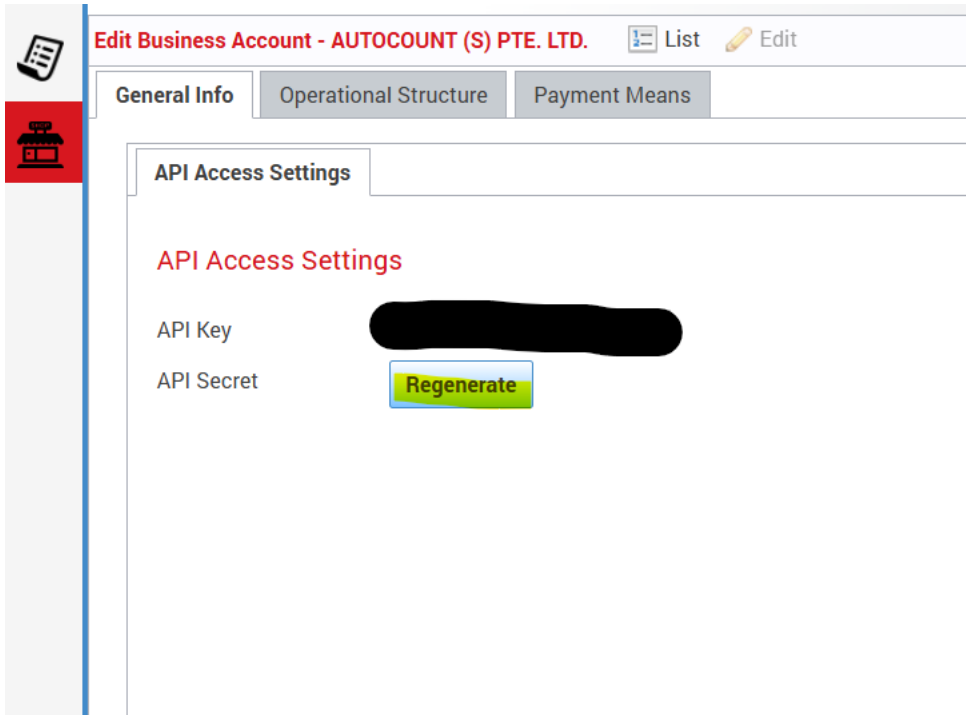 Edit Business Account - AUTOCOUNT (S) PTE. LTD. List Edit
General Info Operational Structure Payment Means
API Access Settings
API Access Settings
API Key
API Secret Regenerate